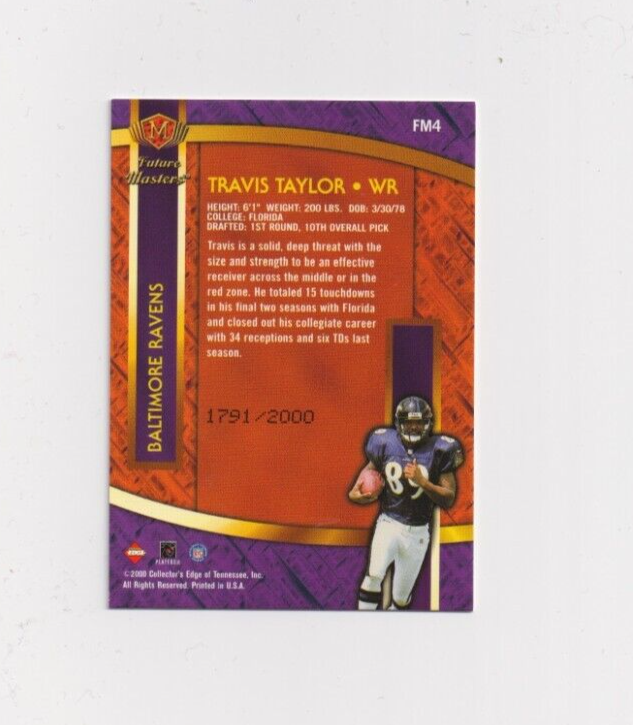 FM4
M
Future
Masters
TRAVIS TAYLOR • WR
HEIGHT: 6'1" WEIGHT: 200 LBS. DOB: 3/30/78
COLLEGE: FLORIDA
DRAFTED: 1ST ROUND, 10TH OVERALL PICK
Travis is a solid, deep threat with the
size and strength to be an effective
receiver across the middle or in the
red zone. He totaled 15 touchdowns
in his final two seasons with Florida
and closed out his collegiate career
with 34 receptions and six TDs last
season.
BALTIMORE RAVENS
1791/2000
89
EDGE
PLAYERS
©2000 Collector's Edge of Tennessee, Inc.
All Rights Reserved. Printed in U.S.A.